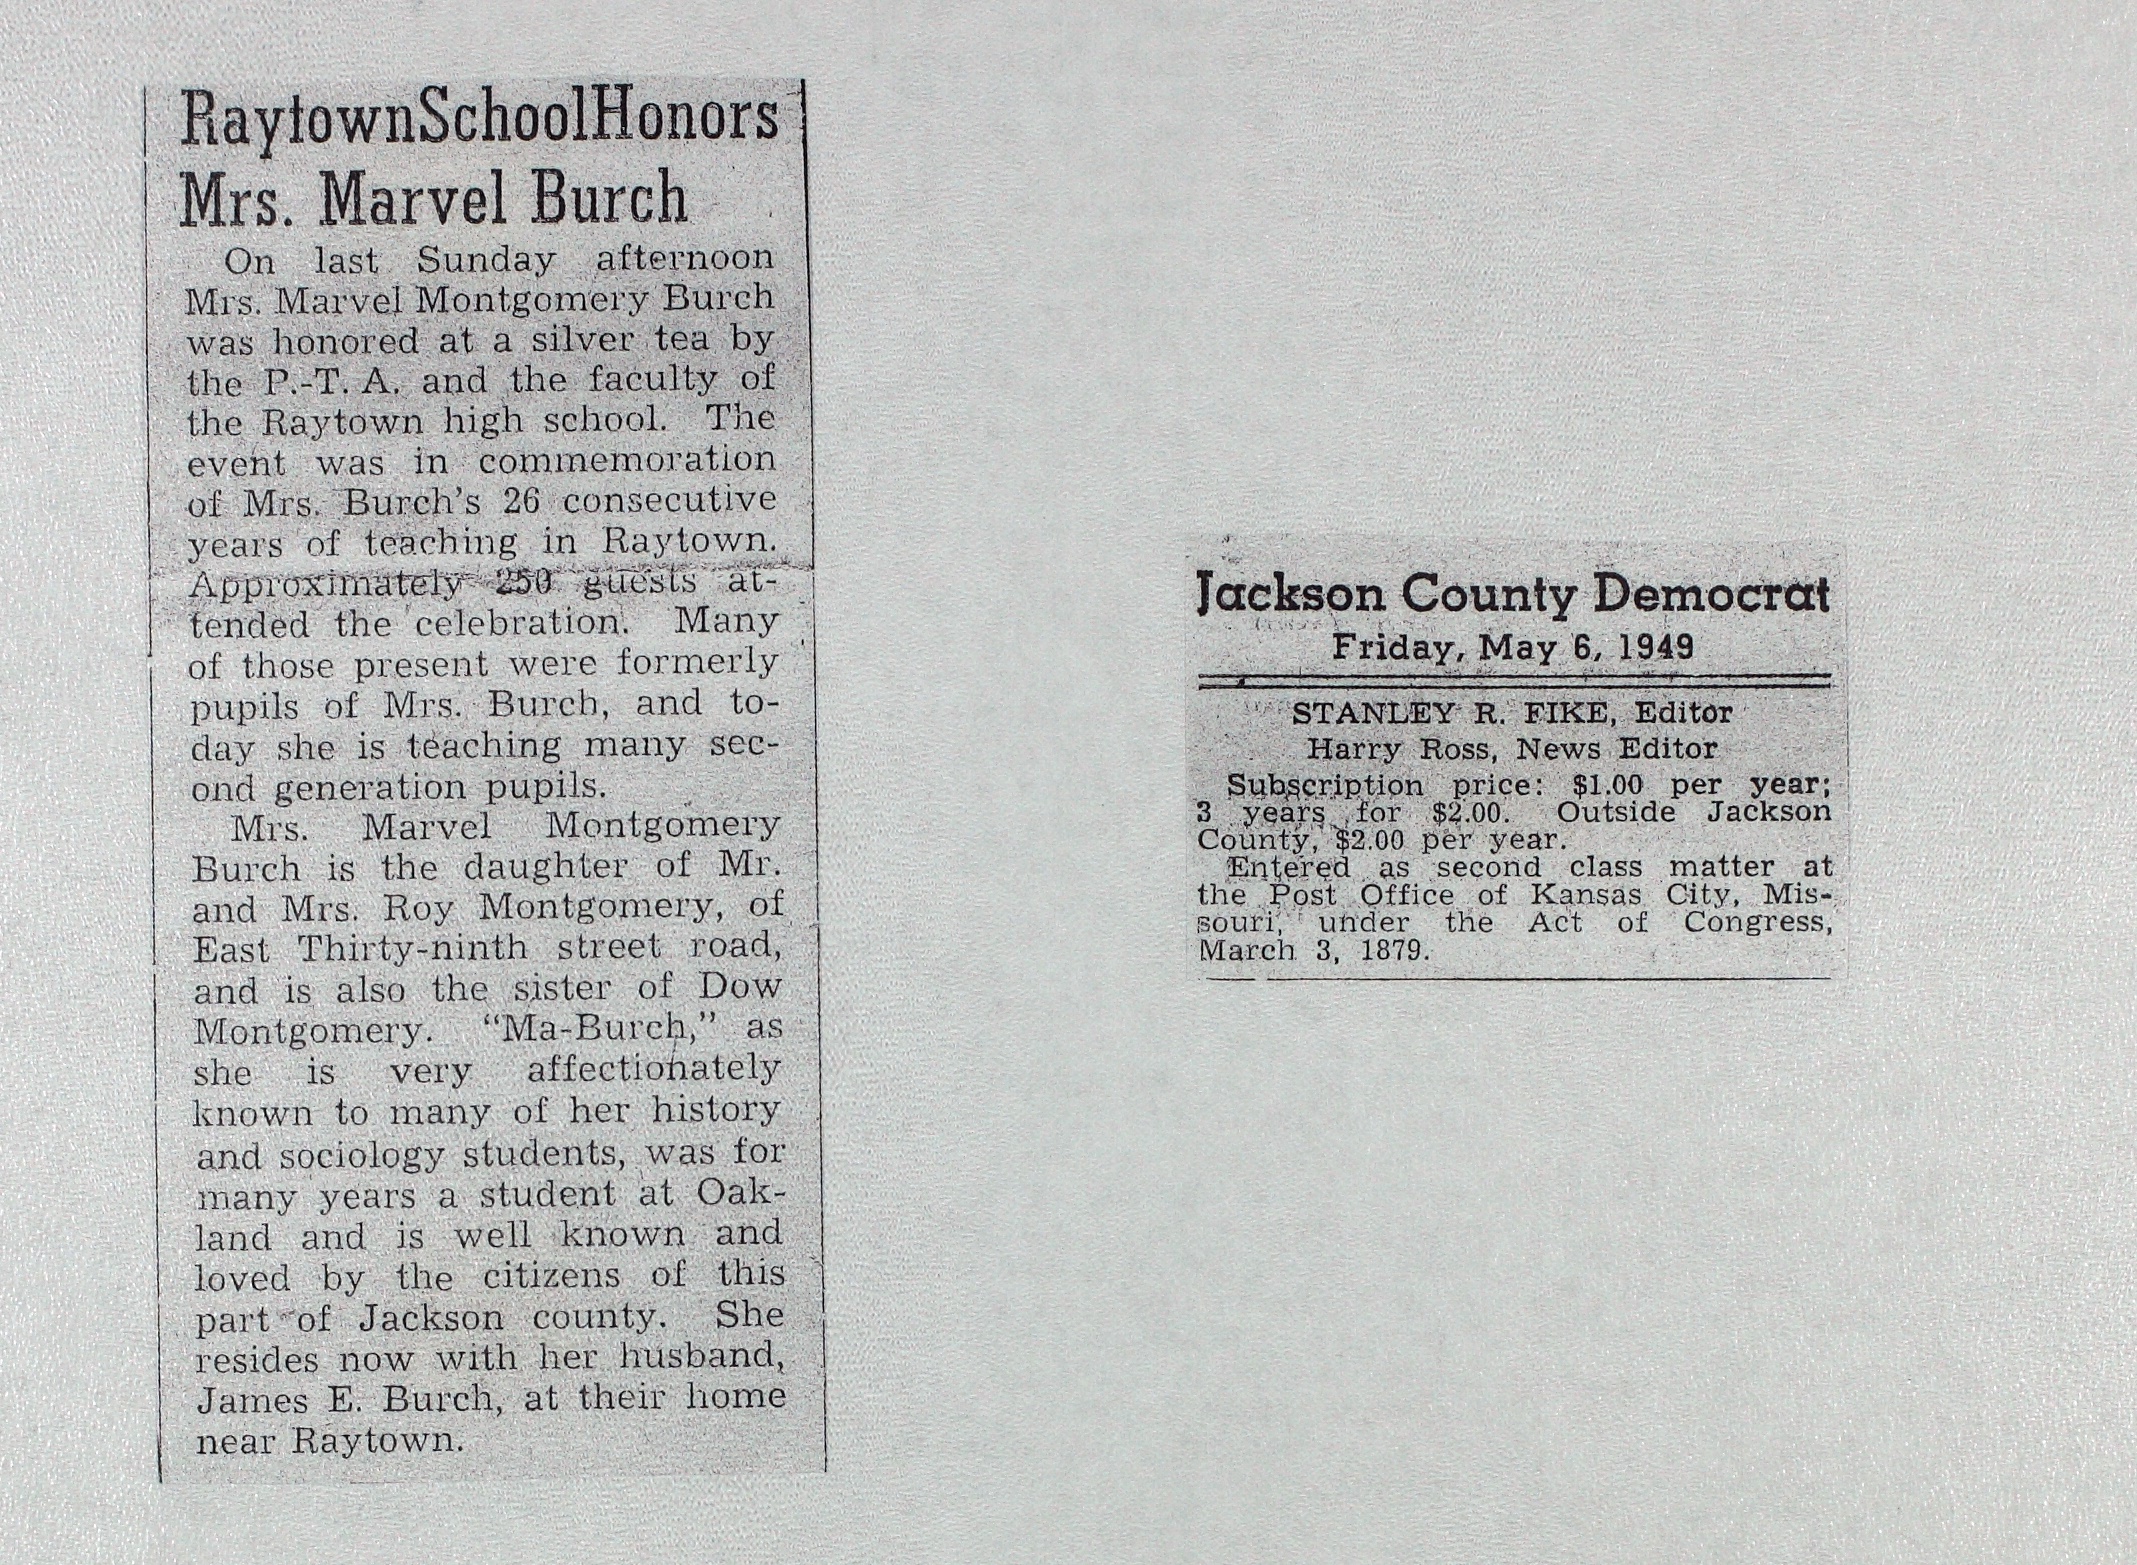 RaytownSchoolHonors
Mrs. Marvel Burch
On last Sunday afternoon
Mrs. Marvel Montgomery Burch
was honored at a silver tea by
the P.-T. A. and the faculty of
the Raytown high school. The
event was in commemoration
of Mrs. Burch's 26 consecutive
years of teaching in Raytown.
Approximately 250 guests at-
tended the celebration. Many
of those present were formerly
pupils of Mrs. Burch, and to-
day she is teaching many sec-
ond generation pupils.
Mrs. Marvel Montgomery
Burch is the daughter of Mr.
and Mrs. Roy Montgomery, of
East Thirty-ninth street road,
and is also the sister of Dow
Montgomery. "Ma-Burch," as
she is very affectionately
known to many of her history
and sociology students, was for
many years a student at Oak-
land and is well known and
loved by the citizens of this
part of Jackson county. She
resides now with her husband,
James E. Burch, at their home
near Raytown.
Jackson County Democrat
Friday, May 6, 1949
STANLEY R. FIKE, Editor
Harry Ross, News Editor
Subscription price: $1.00 per year;
3 years for $2.00. Outside Jackson
County, $2.00 per year.
Entered as second class matter at
the Post Office of Kansas City, Mis-
souri, under the Act of Congress,
March 3, 1879.